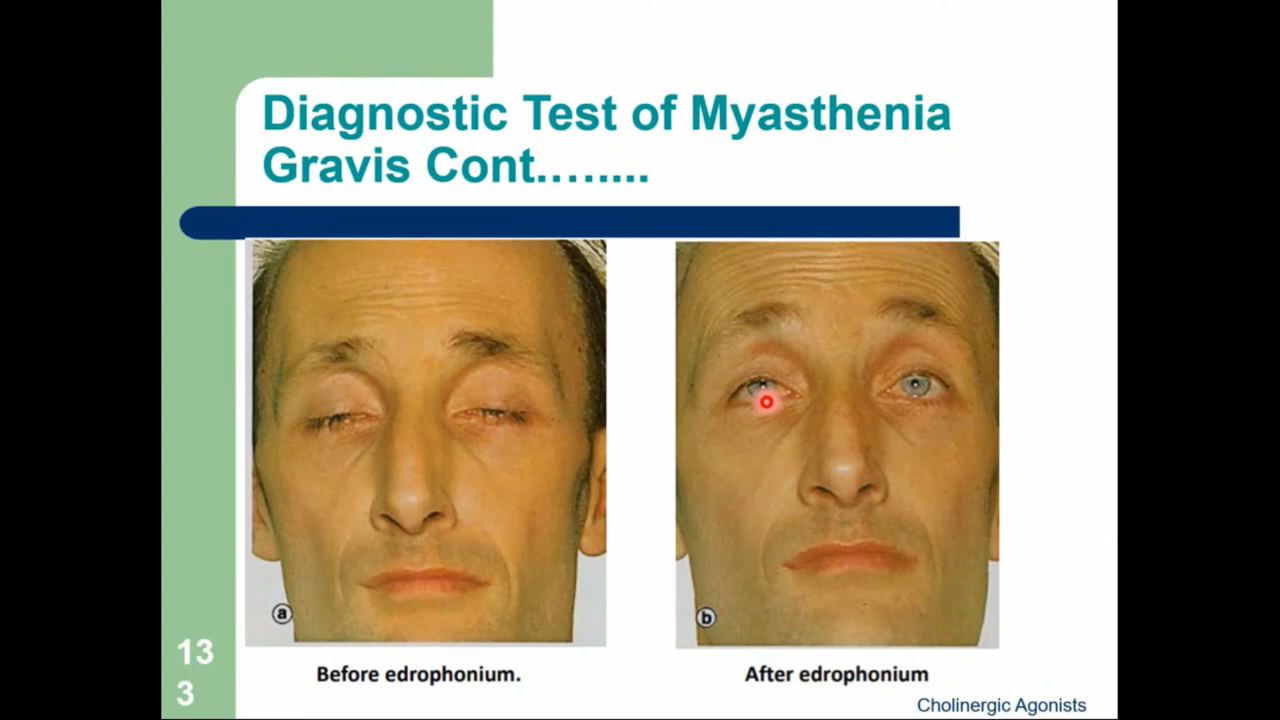 Diagnostic Test of Myasthenia
Gravis Cont.…....
a
b
Before edrophonium.
After edrophonium
13
3
Cholinergic Agonists